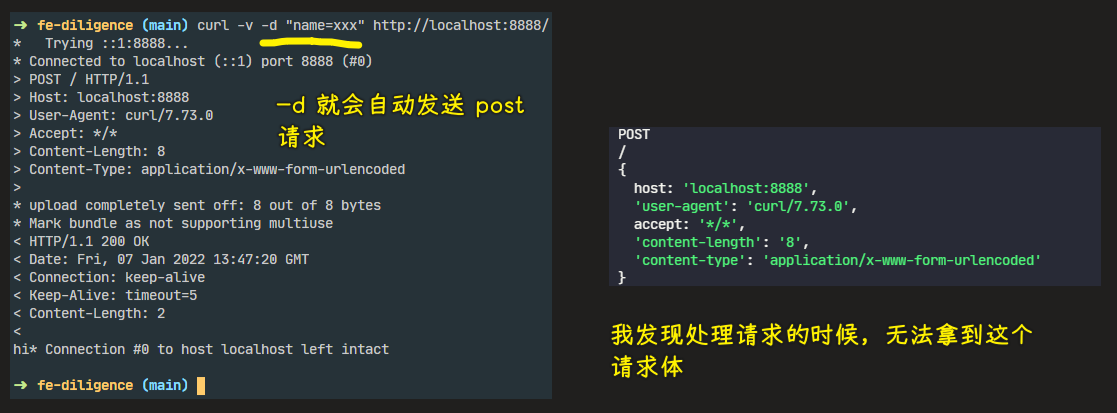 ➜ fe-diligence (main) curl -v -d "name=xxx" http://localhost:8888/
*   Trying ::1:8888...
* Connected to localhost (::1) port 8888 (#0)
> POST / HTTP/1.1
> Host: localhost:8888
> User-Agent: curl/7.73.0
> Accept: */*
> Content-Length: 8
> Content-Type: application/x-www-form-urlencoded
>
* upload completely sent off: 8 out of 8 bytes
* Mark bundle as not supporting multiuse
< HTTP/1.1 200 OK
< Date: Fri, 07 Jan 2022 13:47:20 GMT
< Connection: keep-alive
< Keep-Alive: timeout=5
< Content-Length: 2
<
hi* Connection #0 to host localhost left intact
➜ fe-diligence (main)
-d 就会自动发送 post
请求
POST
/
{
  host: 'localhost:8888',
  'user-agent': 'curl/7.73.0',
  accept: '*/*',
  'content-length': '8',
  'content-type': 'application/x-www-form-urlencoded'
}
我发现处理请求的时候，无法拿到这个
请求体